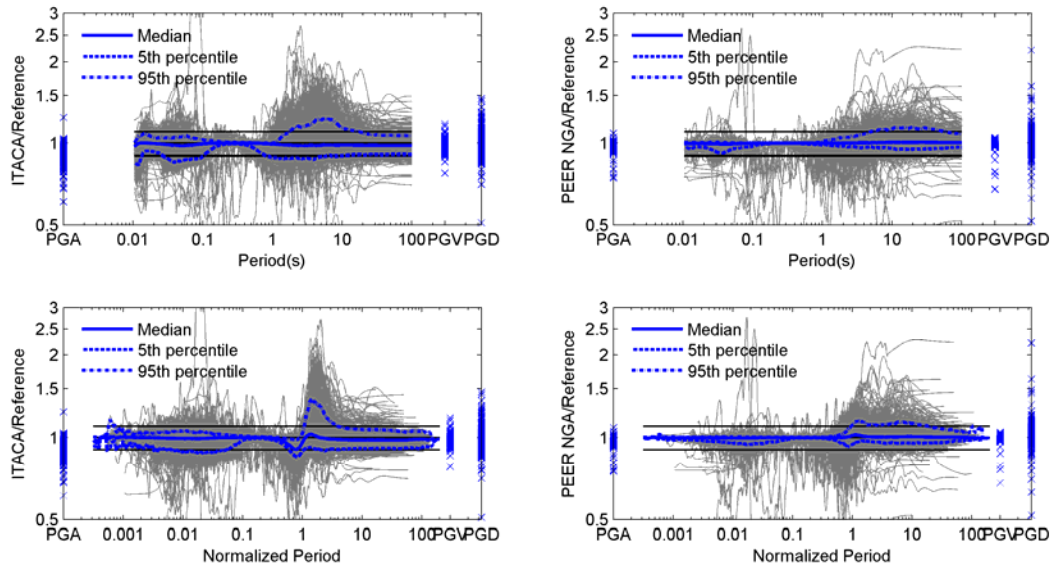 3
2.5
2
1.5
1
0.5
ITACA/Reference
Median
5th percentile
95th percentile
PGA 0.01 0.1 1 10 100 PGV PGD
Period(s)
3
2.5
2
1.5
1
0.5
PEER NGA/Reference
Median
5th percentile
95th percentile
PGA 0.01 0.1 1 10 100 PGV PGD
Period(s)
3
2.5
2
1.5
1
0.5
ITACA/Reference
Median
5th percentile
95th percentile
PGA 0.001 0.01 0.1 1 10 100 PGV PGD
Normalized Period
3
2.5
2
1.5
1
0.5
PEER NGA/Reference
Median
5th percentile
95th percentile
PGA 0.001 0.01 0.1 1 10 100 PGV PGD
Normalized Period